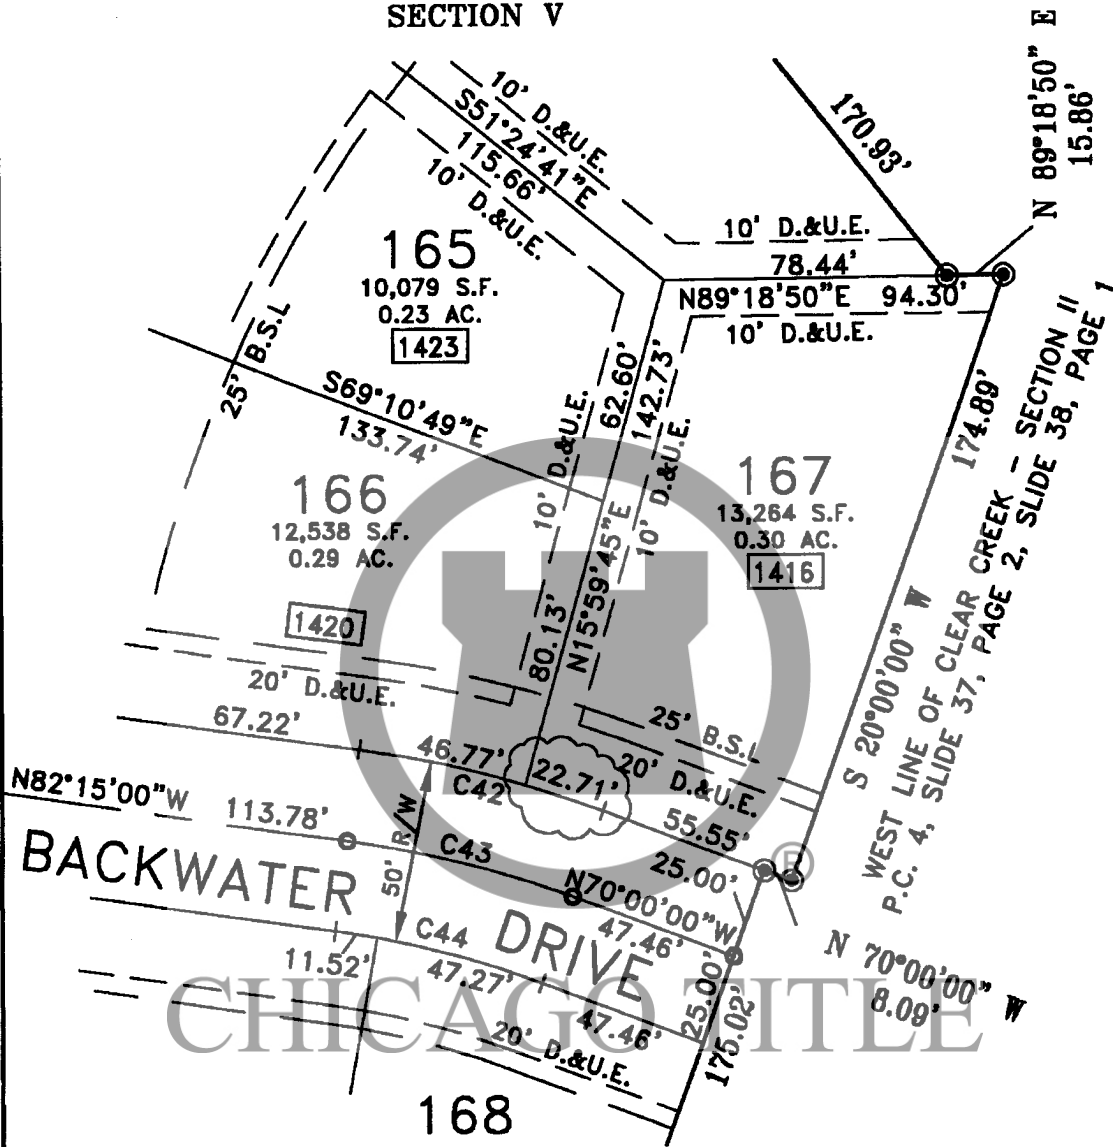 SECTION V
10' D.&U.E.
S51°24'41"E
115.66'
10' D.&U.E.
170.93'
N 89°18'50" E
15.86'
165
10,079 S.F.
0.23 AC.
1423
10' D.&U.E.
78.44'
N89°18'50"E 94.30'
10' D.&U.E.
25' B.S.L
S69°10'49"E
133.74'
62.60'
142.73'
10' D.&U.E.
10' D.&U.E.
174.89'
166
12,538 S.F.
0.29 AC.
1420
167
13,264 S.F.
0.30 AC.
1416
80.13'
N15°59'45"E
S 20°00'00" W
WEST LINE OF CLEAR CREEK - SECTION II
P.C. 4, SLIDE 37, PAGE 2, SLIDE 38, PAGE 1
20' D.&U.E.
67.22'
46.77'
C42
22.71'
25' B.S.L
20' D.&U.E.
55.55'
25.00'
N82°15'00"W
113.78'
50' R/W
C43
N70°00'00"W
47.46'
BACKWATER DRIVE
®
N 70°00'00" W
8.09'
11.52'
C44
47.27'
47.46'
25.00'
175.02'
CHICAGO TITLE
20' D.&U.E.
168